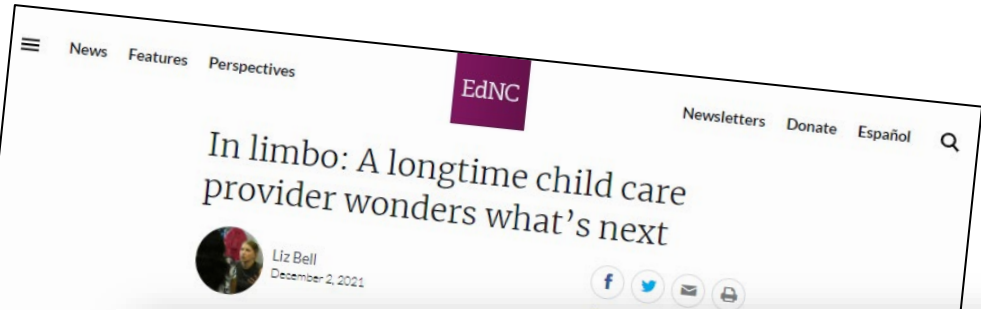 News Features Perspectives
EdNC
Newsletters Donate Español
In limbo: A longtime child care
provider wonders what’s next
Liz Bell
December 2, 2021